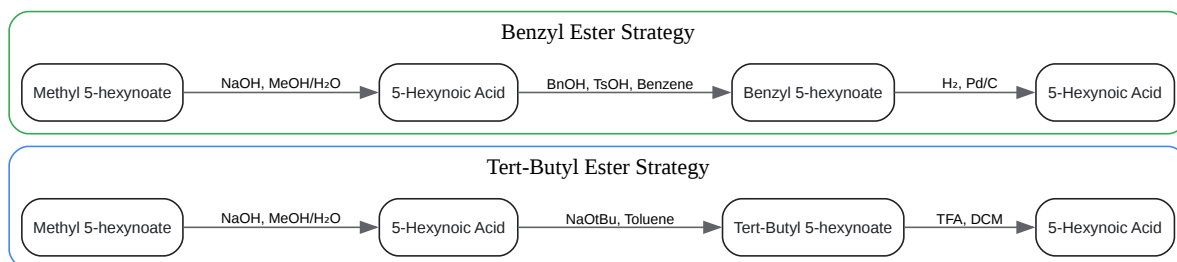 Benzyl Ester Strategy
NaOH, MeOH/H₂O
BnOH, TsOH, Benzene
H₂, Pd/C
Methyl 5-hexynoate
5-Hexynoic Acid
Benzyl 5-hexynoate
5-Hexynoic Acid
Tert-Butyl Ester Strategy
NaOH, MeOH/H₂O
NaOtBu, Toluene
TFA, DCM
Methyl 5-hexynoate
5-Hexynoic Acid
Tert-Butyl 5-hexynoate
5-Hexynoic Acid